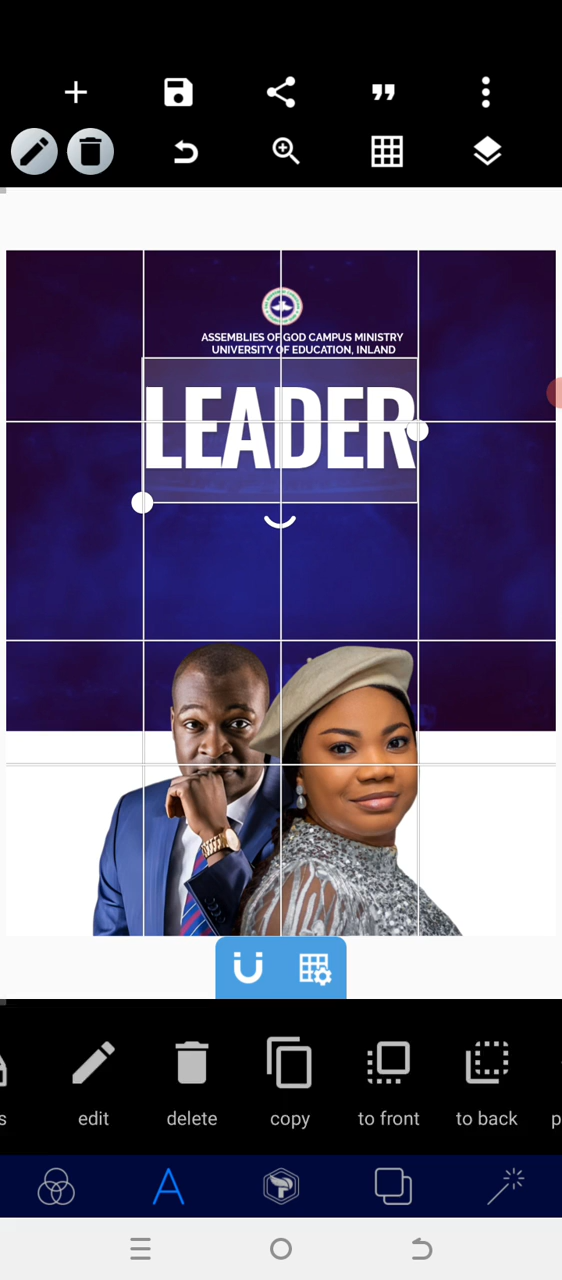 ASSEMBLIES OF GOD CAMPUS MINISTRY
UNIVERSITY OF EDUCATION, INLAND
LEADER
s
edit
delete
copy
to front
to back
p